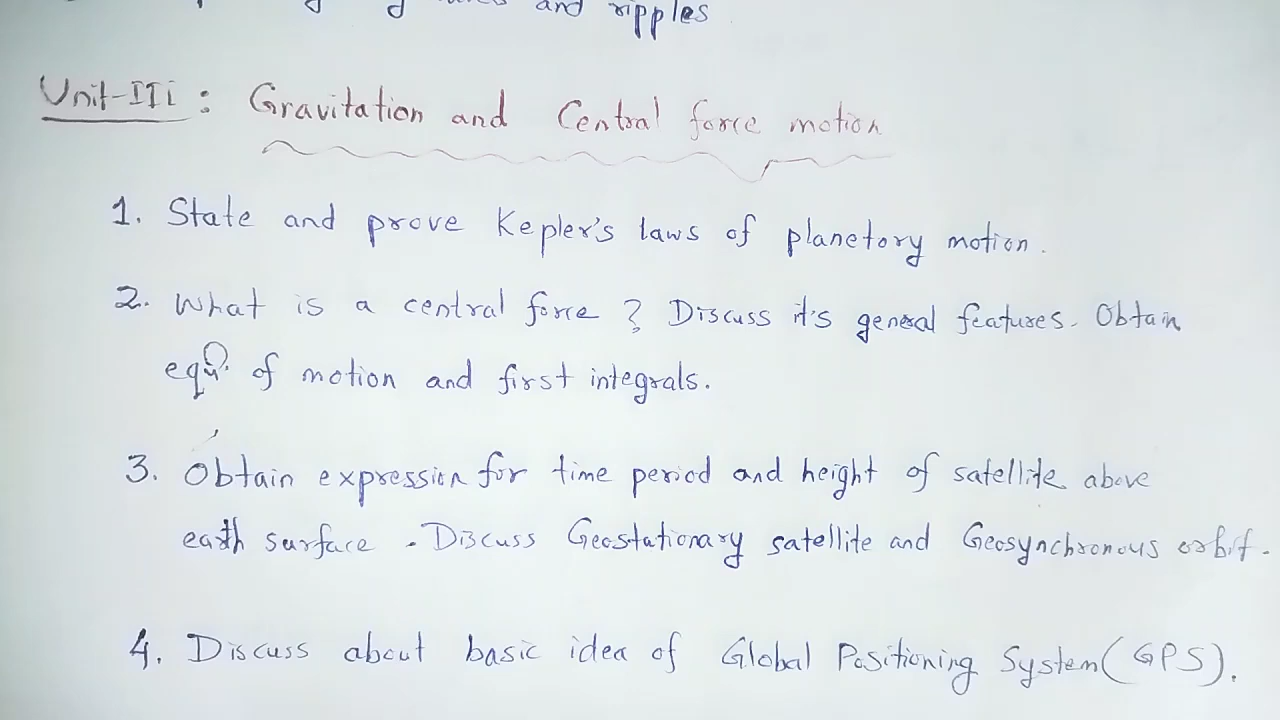 and ripples
Unit-III : Gravitation and Central force motion
1. State and prove Kepler's laws of planetory motion.
2. What is a central force ? Discuss it's general features. Obtain
eqn. of motion and first integrals.
3. Obtain expression for time period and height of satellite above
earth surface. Discuss Geostationary satellite and Geosynchronous orbit.
4. Discuss about basic idea of Global Positioning System (GPS).